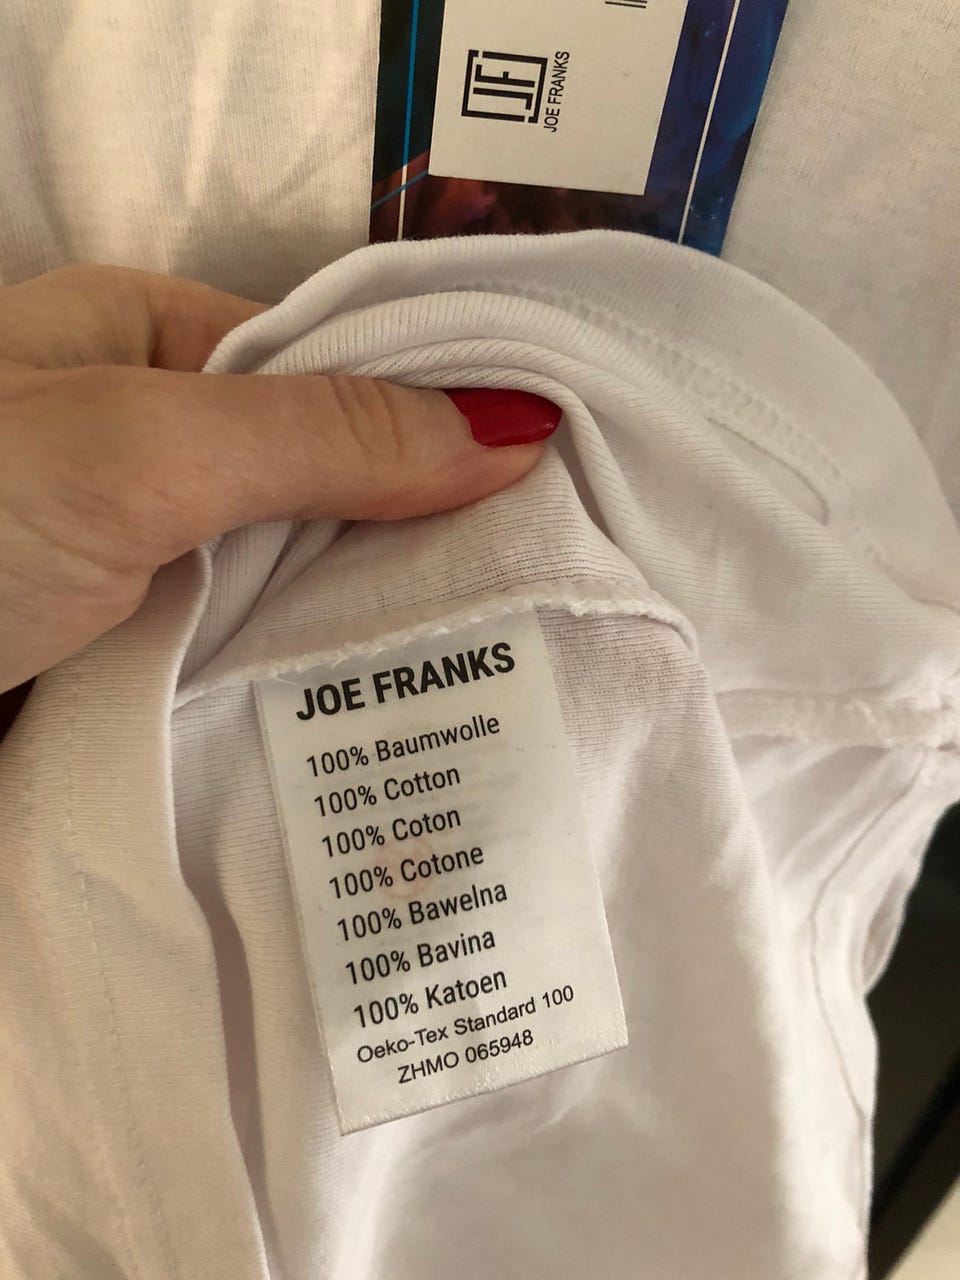 JF
JOE FRANKS
JOE FRANKS
100% Baumwolle
100% Cotton
100% Coton
100% Cotone
100% Bawelna
100% Bavina
100% Katoen
Oeko-Tex Standard 100
ZHMO 065948